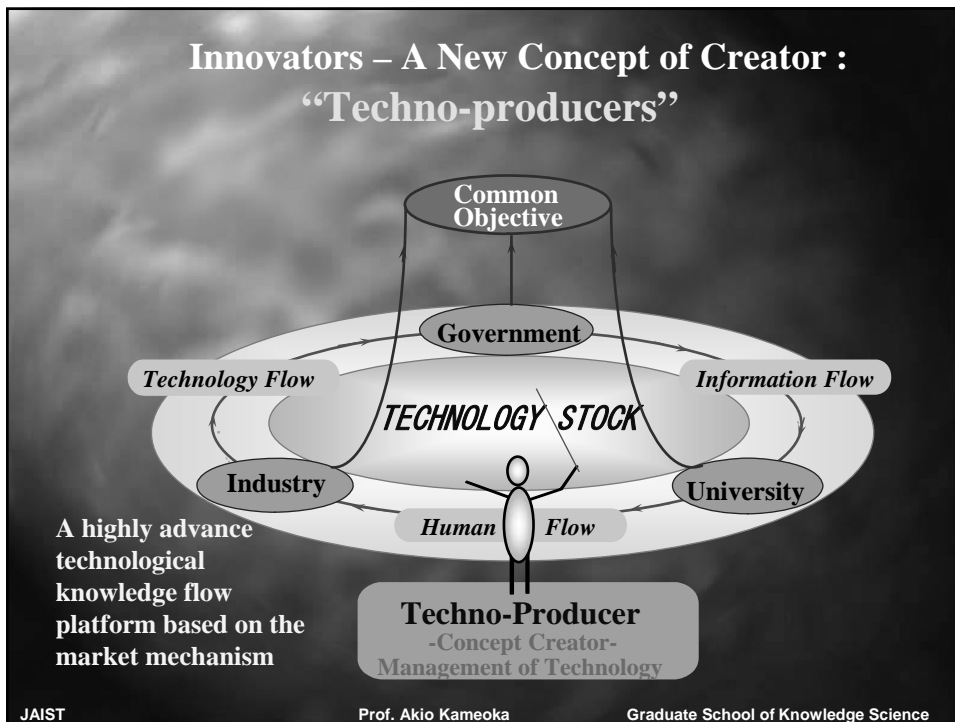 Innovators – A New Concept of Creator :
“Techno-producers”
Common
Objective
Government
Technology Flow
Information Flow
TECHNOLOGY STOCK
Industry
University
Human Flow
A highly advance
technological
knowledge flow
platform based on the
market mechanism
Techno-Producer
-Concept Creator-
Management of Technology
JAIST Prof. Akio Kameoka Graduate School of Knowledge Science